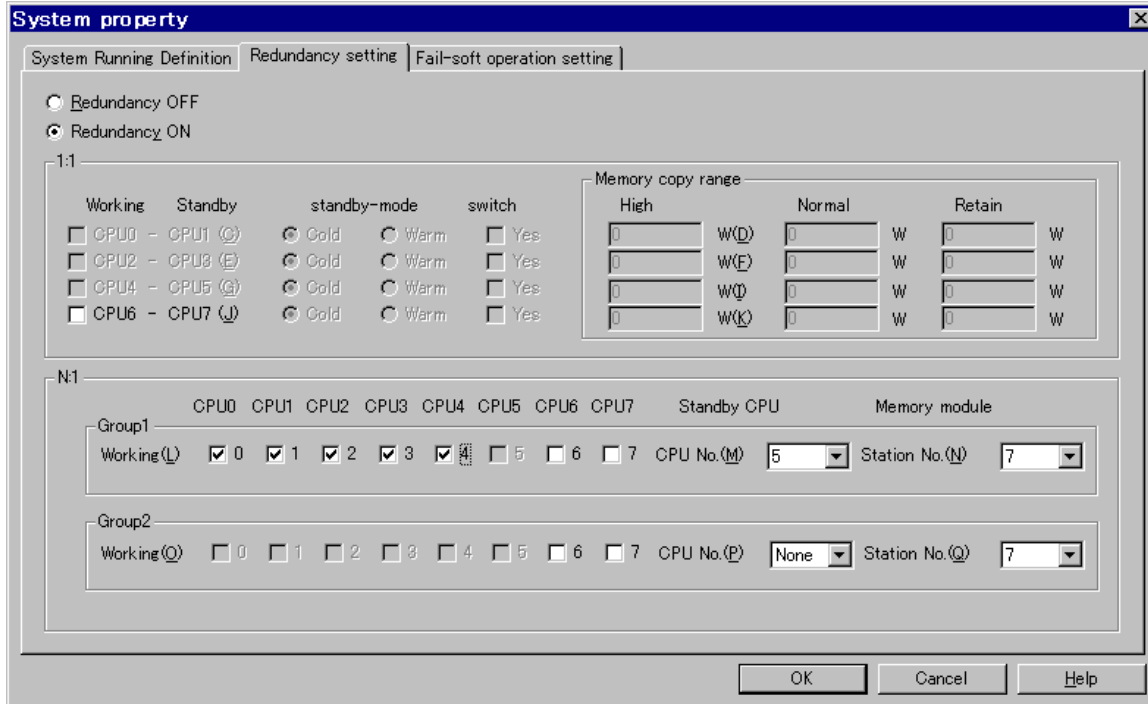 System property
System Running Definition Redundancy setting Fail-soft operation setting
Redundancy OFF
Redundancy ON
1:1
Memory copy range
Working Standby standby-mode switch High Normal Retain
CPU0 - CPU1 (C) Cold Warm Yes 0 W(D) 0 W 0 W
CPU2 - CPU3 (E) Cold Warm Yes 0 W(F) 0 W 0 W
CPU4 - CPU5 (G) Cold Warm Yes 0 W(I) 0 W 0 W
CPU6 - CPU7 (J) Cold Warm Yes 0 W(K) 0 W 0 W
N:1
CPU0 CPU1 CPU2 CPU3 CPU4 CPU5 CPU6 CPU7 Standby CPU Memory module
Group1
Working(L) 0 1 2 3 4 5 6 7 CPU No.(M) 5 Station No.(N) 7
Group2
Working(O) 0 1 2 3 4 5 6 7 CPU No.(P) None Station No.(Q) 7
OK Cancel Help